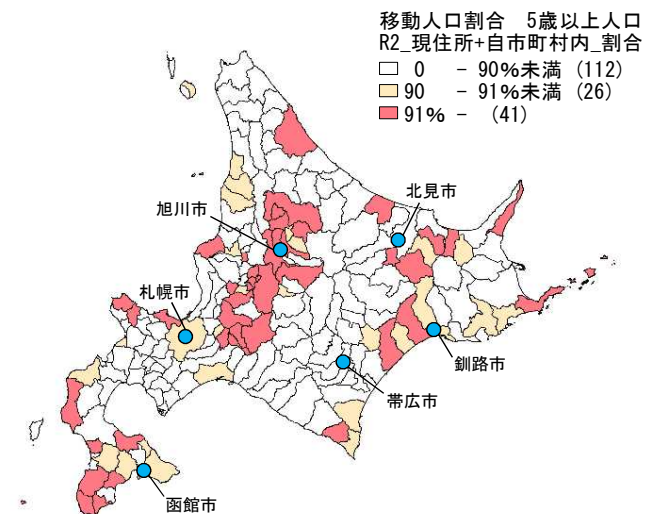 移動人口割合　5歳以上人口
R2_現住所+自市町村内_割合
0　- 90%未満 (112)
90　- 91%未満 (26)
91% -　(41)
北見市
旭川市
札幌市
釧路市
帯広市
函館市